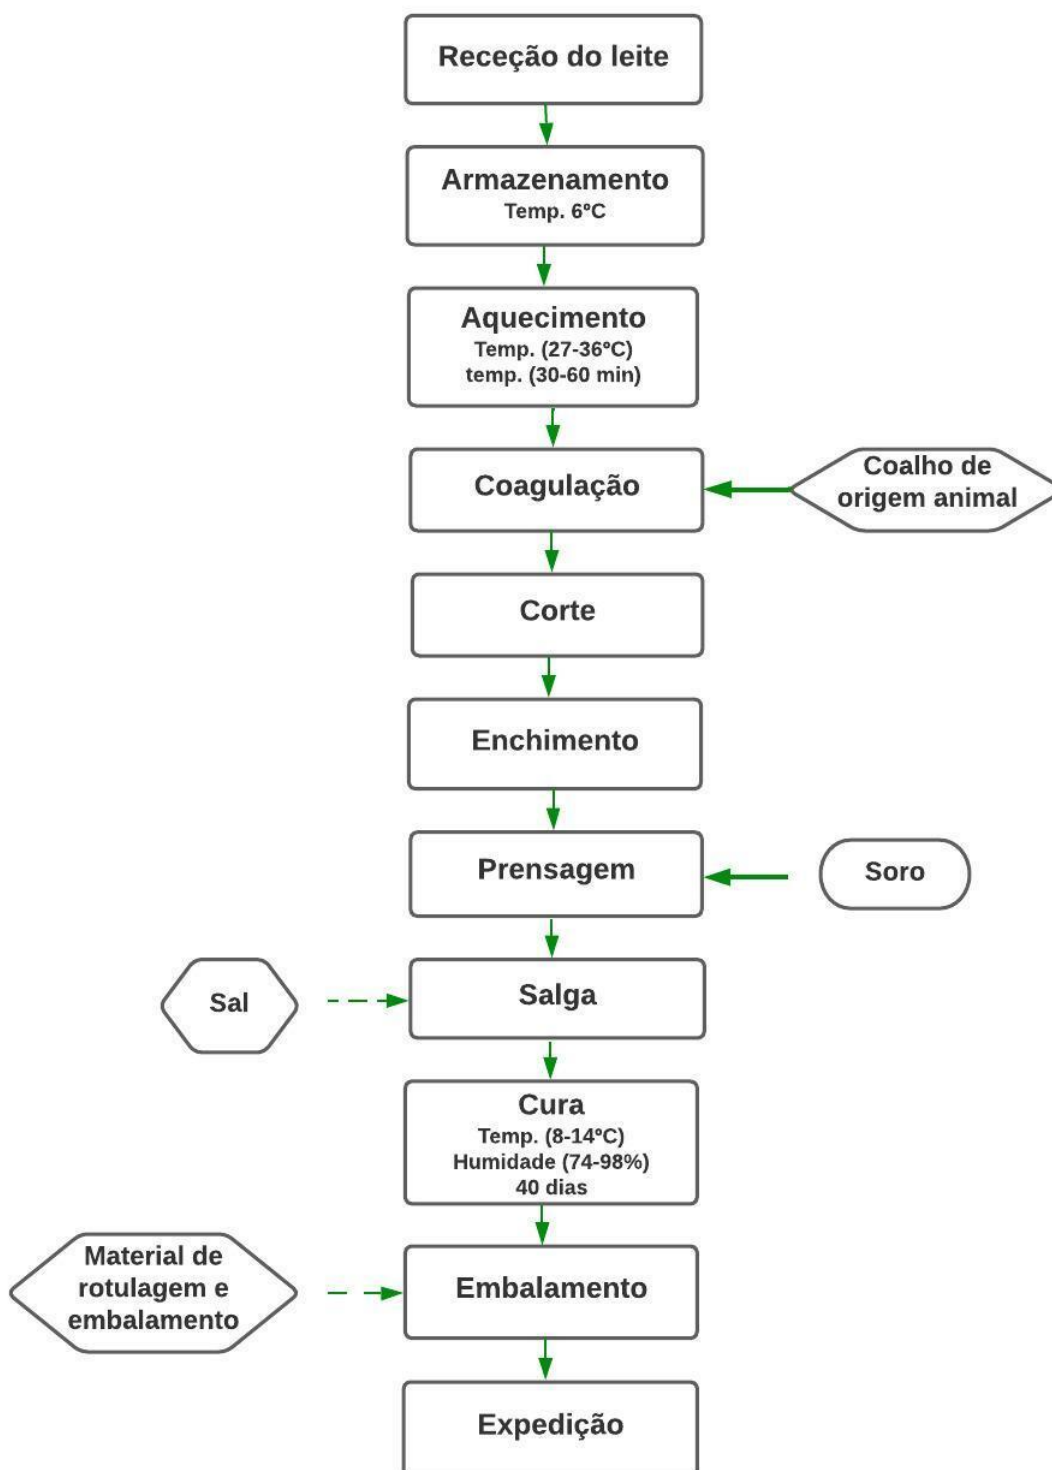 Receção do leite
Armazenamento
Temp. 6ºC
Aquecimento
Temp. (27-36ºC)
temp. (30-60 min)
Coagulação
Coalho de
origem animal
Corte
Enchimento
Prensagem
Soro
Sal
Salga
Cura
Temp. (8-14ºC)
Humidade (74-98%)
40 dias
Material de
rotulagem e
embalamento
Embalamento
Expedição